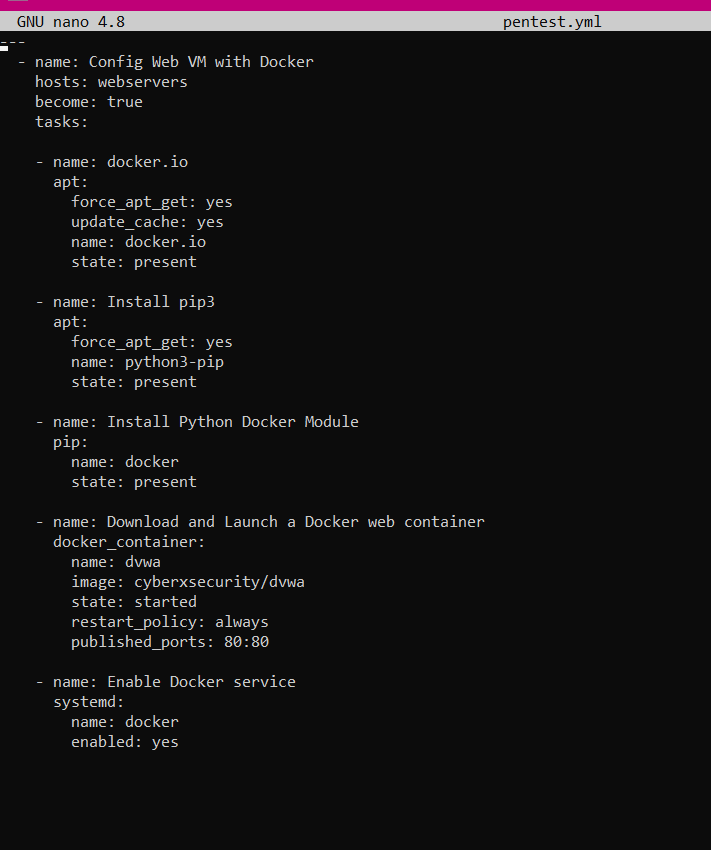 GNU nano 4.8 pentest.yml
---
  - name: Config Web VM with Docker
    hosts: webservers
    become: true
    tasks:

    - name: docker.io
      apt:
        force_apt_get: yes
        update_cache: yes
        name: docker.io
        state: present

    - name: Install pip3
      apt:
        force_apt_get: yes
        name: python3-pip
        state: present

    - name: Install Python Docker Module
      pip:
        name: docker
        state: present

    - name: Download and Launch a Docker web container
      docker_container:
        name: dvwa
        image: cyberxsecurity/dvwa
        state: started
        restart_policy: always
        published_ports: 80:80

    - name: Enable Docker service
      systemd:
        name: docker
        enabled: yes